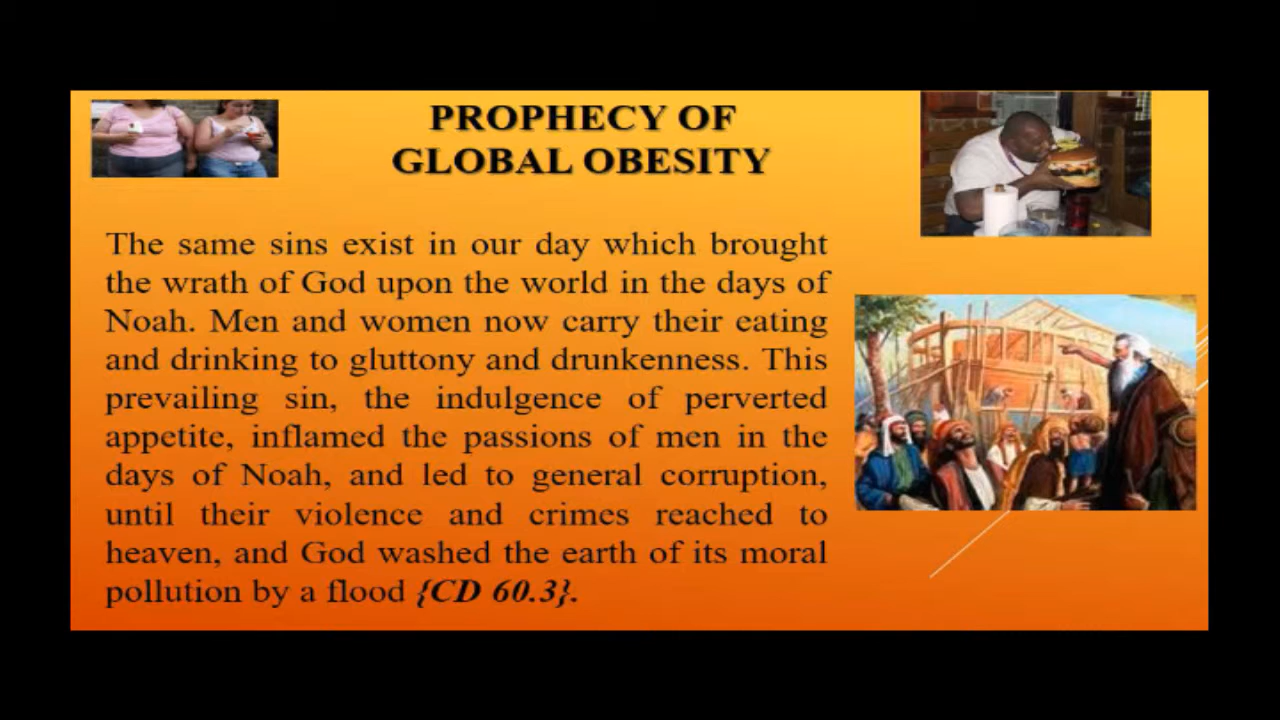 PROPHECY OF
GLOBAL OBESITY
The same sins exist in our day which brought
the wrath of God upon the world in the days of
Noah. Men and women now carry their eating
and drinking to gluttony and drunkenness. This
prevailing sin, the indulgence of perverted
appetite, inflamed the passions of men in the
days of Noah, and led to general corruption,
until their violence and crimes reached to
heaven, and God washed the earth of its moral
pollution by a flood {CD 60.3}.